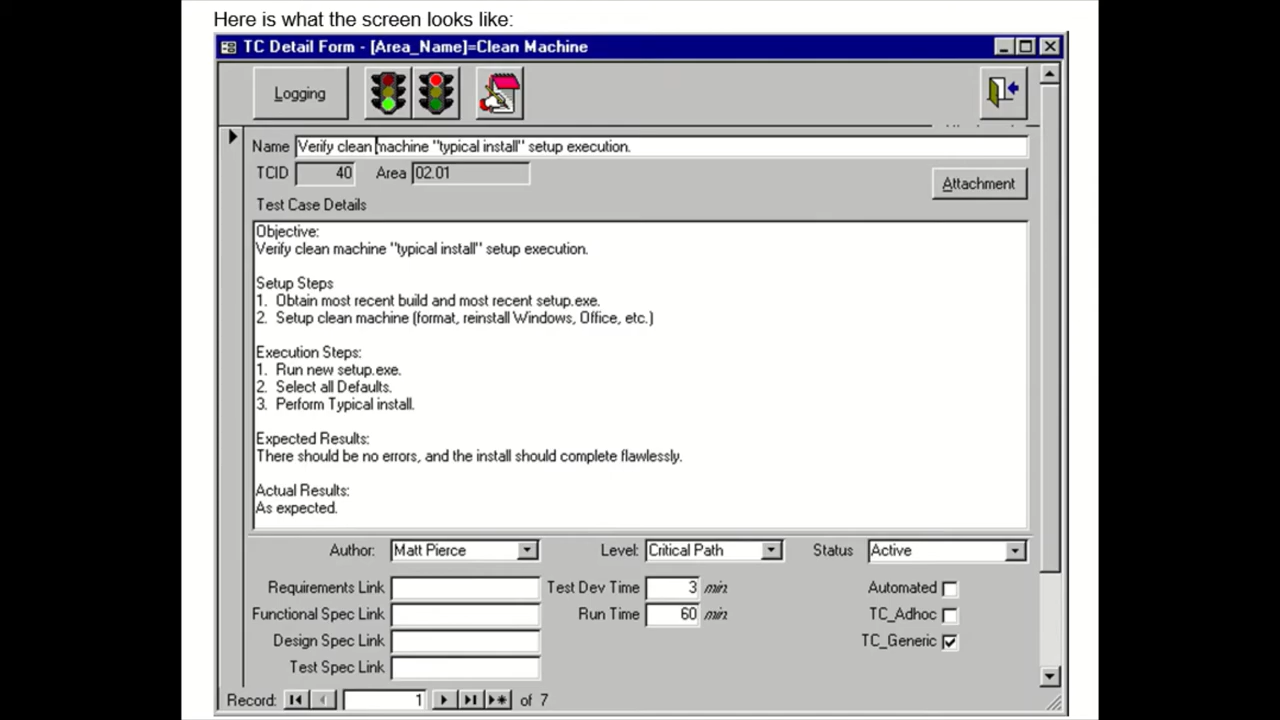 Here is what the screen looks like:
TC Detail Form - [Area_Name]=Clean Machine
Logging
Name Verify clean machine "typical install" setup execution.
TCID 40 Area 02.01
Attachment
Test Case Details
Objective:
Verify clean machine "typical install" setup execution.
Setup Steps
1. Obtain most recent build and most recent setup.exe.
2. Setup clean machine (format, reinstall Windows, Office, etc.)
Execution Steps:
1. Run new setup.exe.
2. Select all Defaults.
3. Perform Typical install.
Expected Results:
There should be no errors, and the install should complete flawlessly.
Actual Results:
As expected.
Author: Matt Pierce Level: Critical Path Status Active
Requirements Link Test Dev Time 3 min Automated
Functional Spec Link Run Time 60 min TC_Adhoc
Design Spec Link TC_Generic
Test Spec Link
Record: 1 of 7